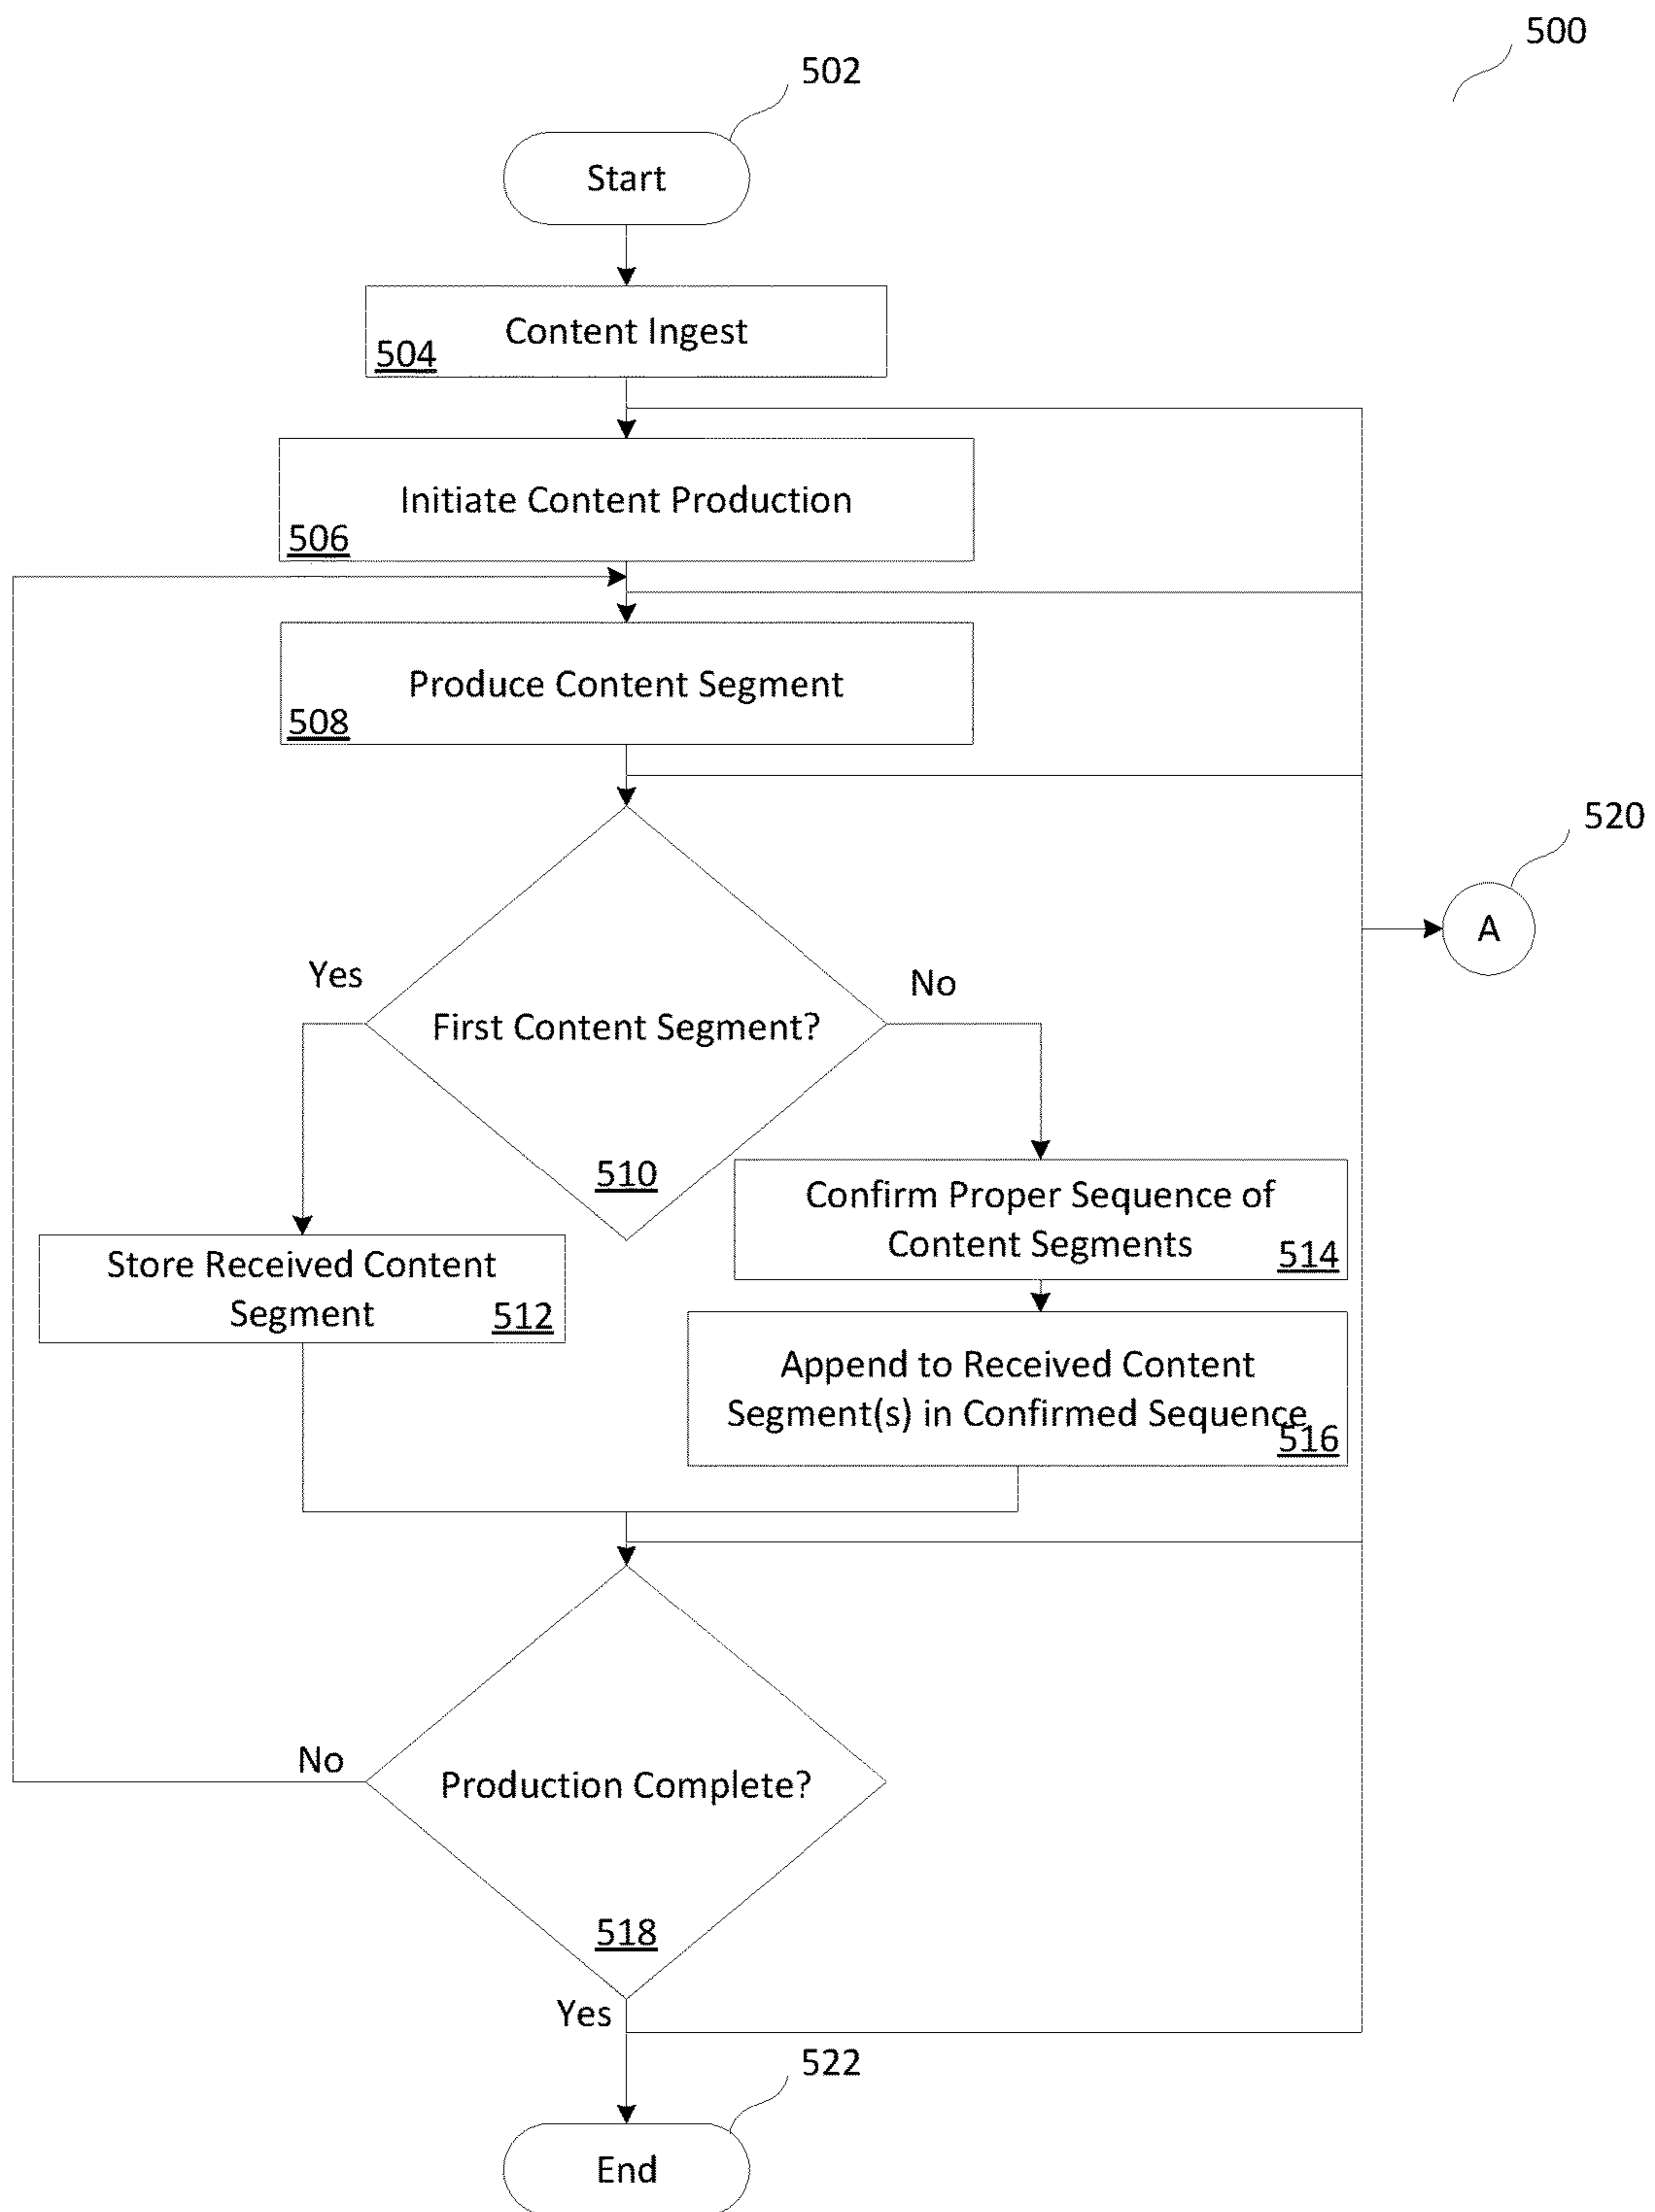 500
502
Start
Content Ingest
504
Initiate Content Production
506
Produce Content Segment
508
520
A
Yes
No
First Content Segment?
510
Confirm Proper Sequence of
Content Segments
514
Store Received Content
Segment
512
Append to Received Content
Segment(s) in Confirmed Sequence
516
No
Production Complete?
518
Yes
522
End